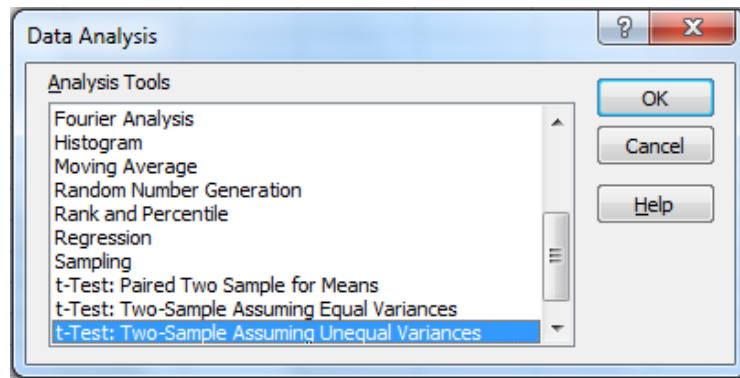 Data Analysis
?
X
Analysis Tools
Fourier Analysis
Histogram
Moving Average
Random Number Generation
Rank and Percentile
Regression
Sampling
t-Test: Paired Two Sample for Means
t-Test: Two-Sample Assuming Equal Variances
t-Test: Two-Sample Assuming Unequal Variances
OK
Cancel
Help